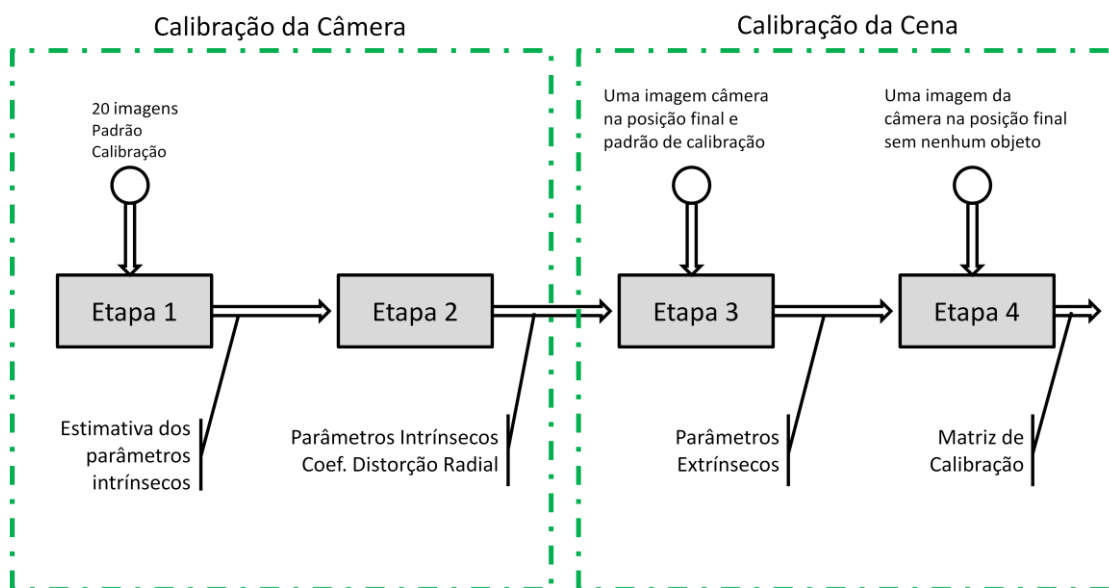 Calibração da Câmera
Calibração da Cena
20 imagens
Padrão
Calibração
Uma imagem câmera
na posição final e
padrão de calibração
Uma imagem da
câmera na posição final
sem nenhum objeto
Etapa 1
Etapa 2
Etapa 3
Etapa 4
Estimativa dos
parâmetros
intrínsecos
Parâmetros Intrínsecos
Coef. Distorção Radial
Parâmetros
Extrínsecos
Matriz de
Calibração